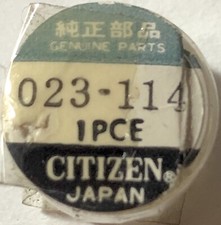 純正部品
GENUINE PARTS
023-114
1PCE
CITIZEN®
JAPAN